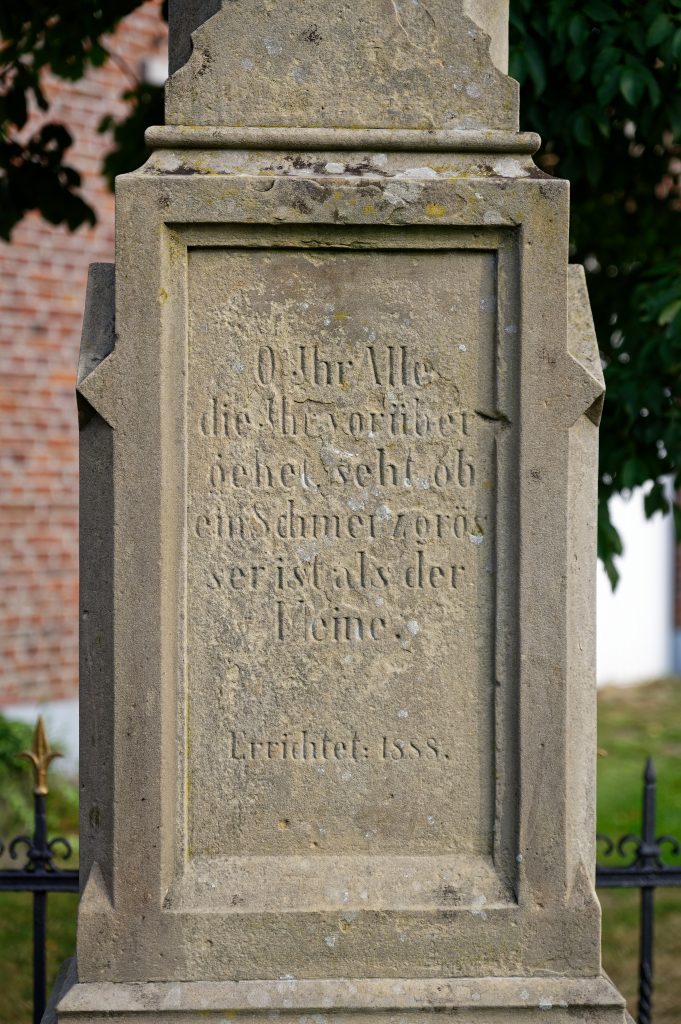 O Ihr Alle
die Ihr vorüber
gehet, seht ob
ein Schmerz grös
ser ist als der
Meine.
Errichtet: 1888.